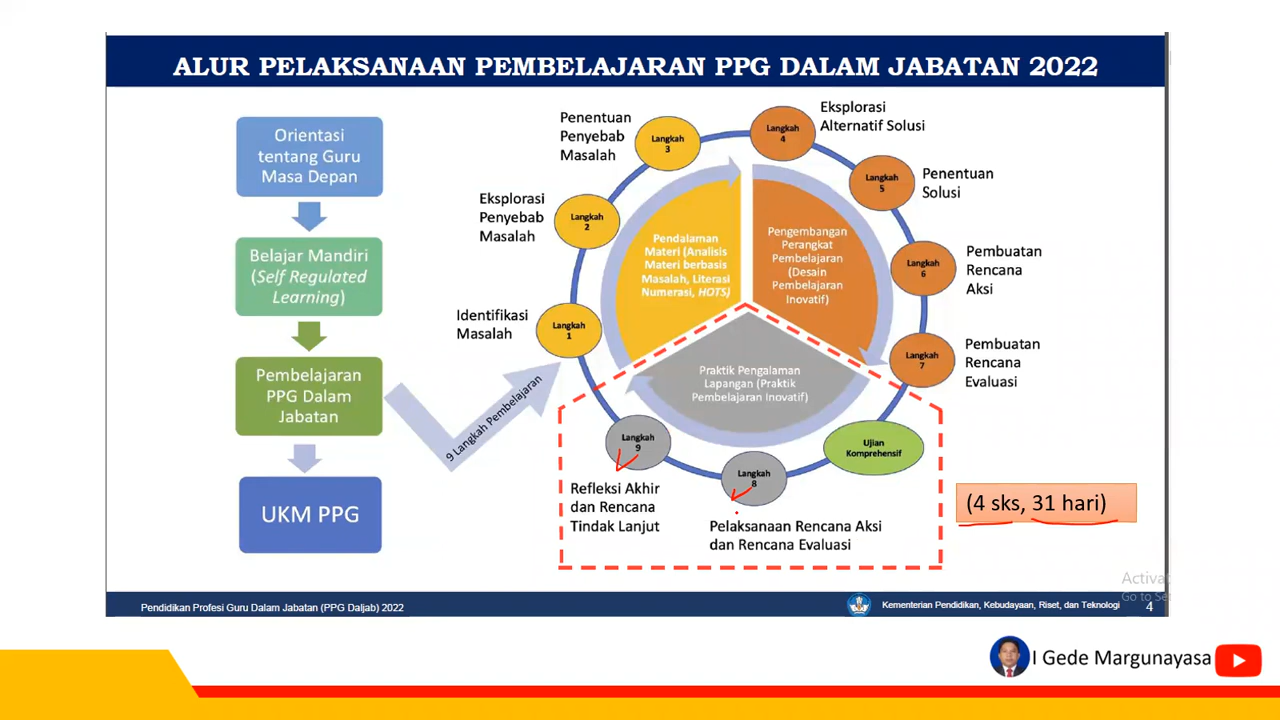 ALUR PELAKSANAAN PEMBELAJARAN PPG DALAM JABATAN 2022
Orientasi
tentang Guru
Masa Depan
Belajar Mandiri
(Self Regulated
Learning)
Pembelajaran
PPG Dalam
Jabatan
UKM PPG
9 Langkah Pembelajaran
Identifikasi
Masalah
Langkah
1
Eksplorasi
Penyebab
Masalah
Langkah
2
Penentuan
Penyebab
Masalah
Langkah
3
Langkah
4
Eksplorasi
Alternatif Solusi
Langkah
5
Penentuan
Solusi
Langkah
6
Pembuatan
Rencana
Aksi
Langkah
7
Pembuatan
Rencana
Evaluasi
Pendalaman
Materi (Analisis
Materi berbasis
Masalah, Literasi
Numerasi, HOTS)
Pengembangan
Perangkat
Pembelajaran
(Desain
Pembelajaran
Inovatif)
Praktik Pengalaman
Lapangan (Praktik
Pembelajaran Inovatif)
Ujian
Komprehensif
Langkah
8
Pelaksanaan Rencana Aksi
dan Rencana Evaluasi
Langkah
9
Refleksi Akhir
dan Rencana
Tindak Lanjut
(4 sks, 31 hari)
Activat
Go to Se
Pendidikan Profesi Guru Dalam Jabatan (PPG Daljab) 2022
Kementerian Pendidikan, Kebudayaan, Riset, dan Teknologi
4
I Gede Margunayasa